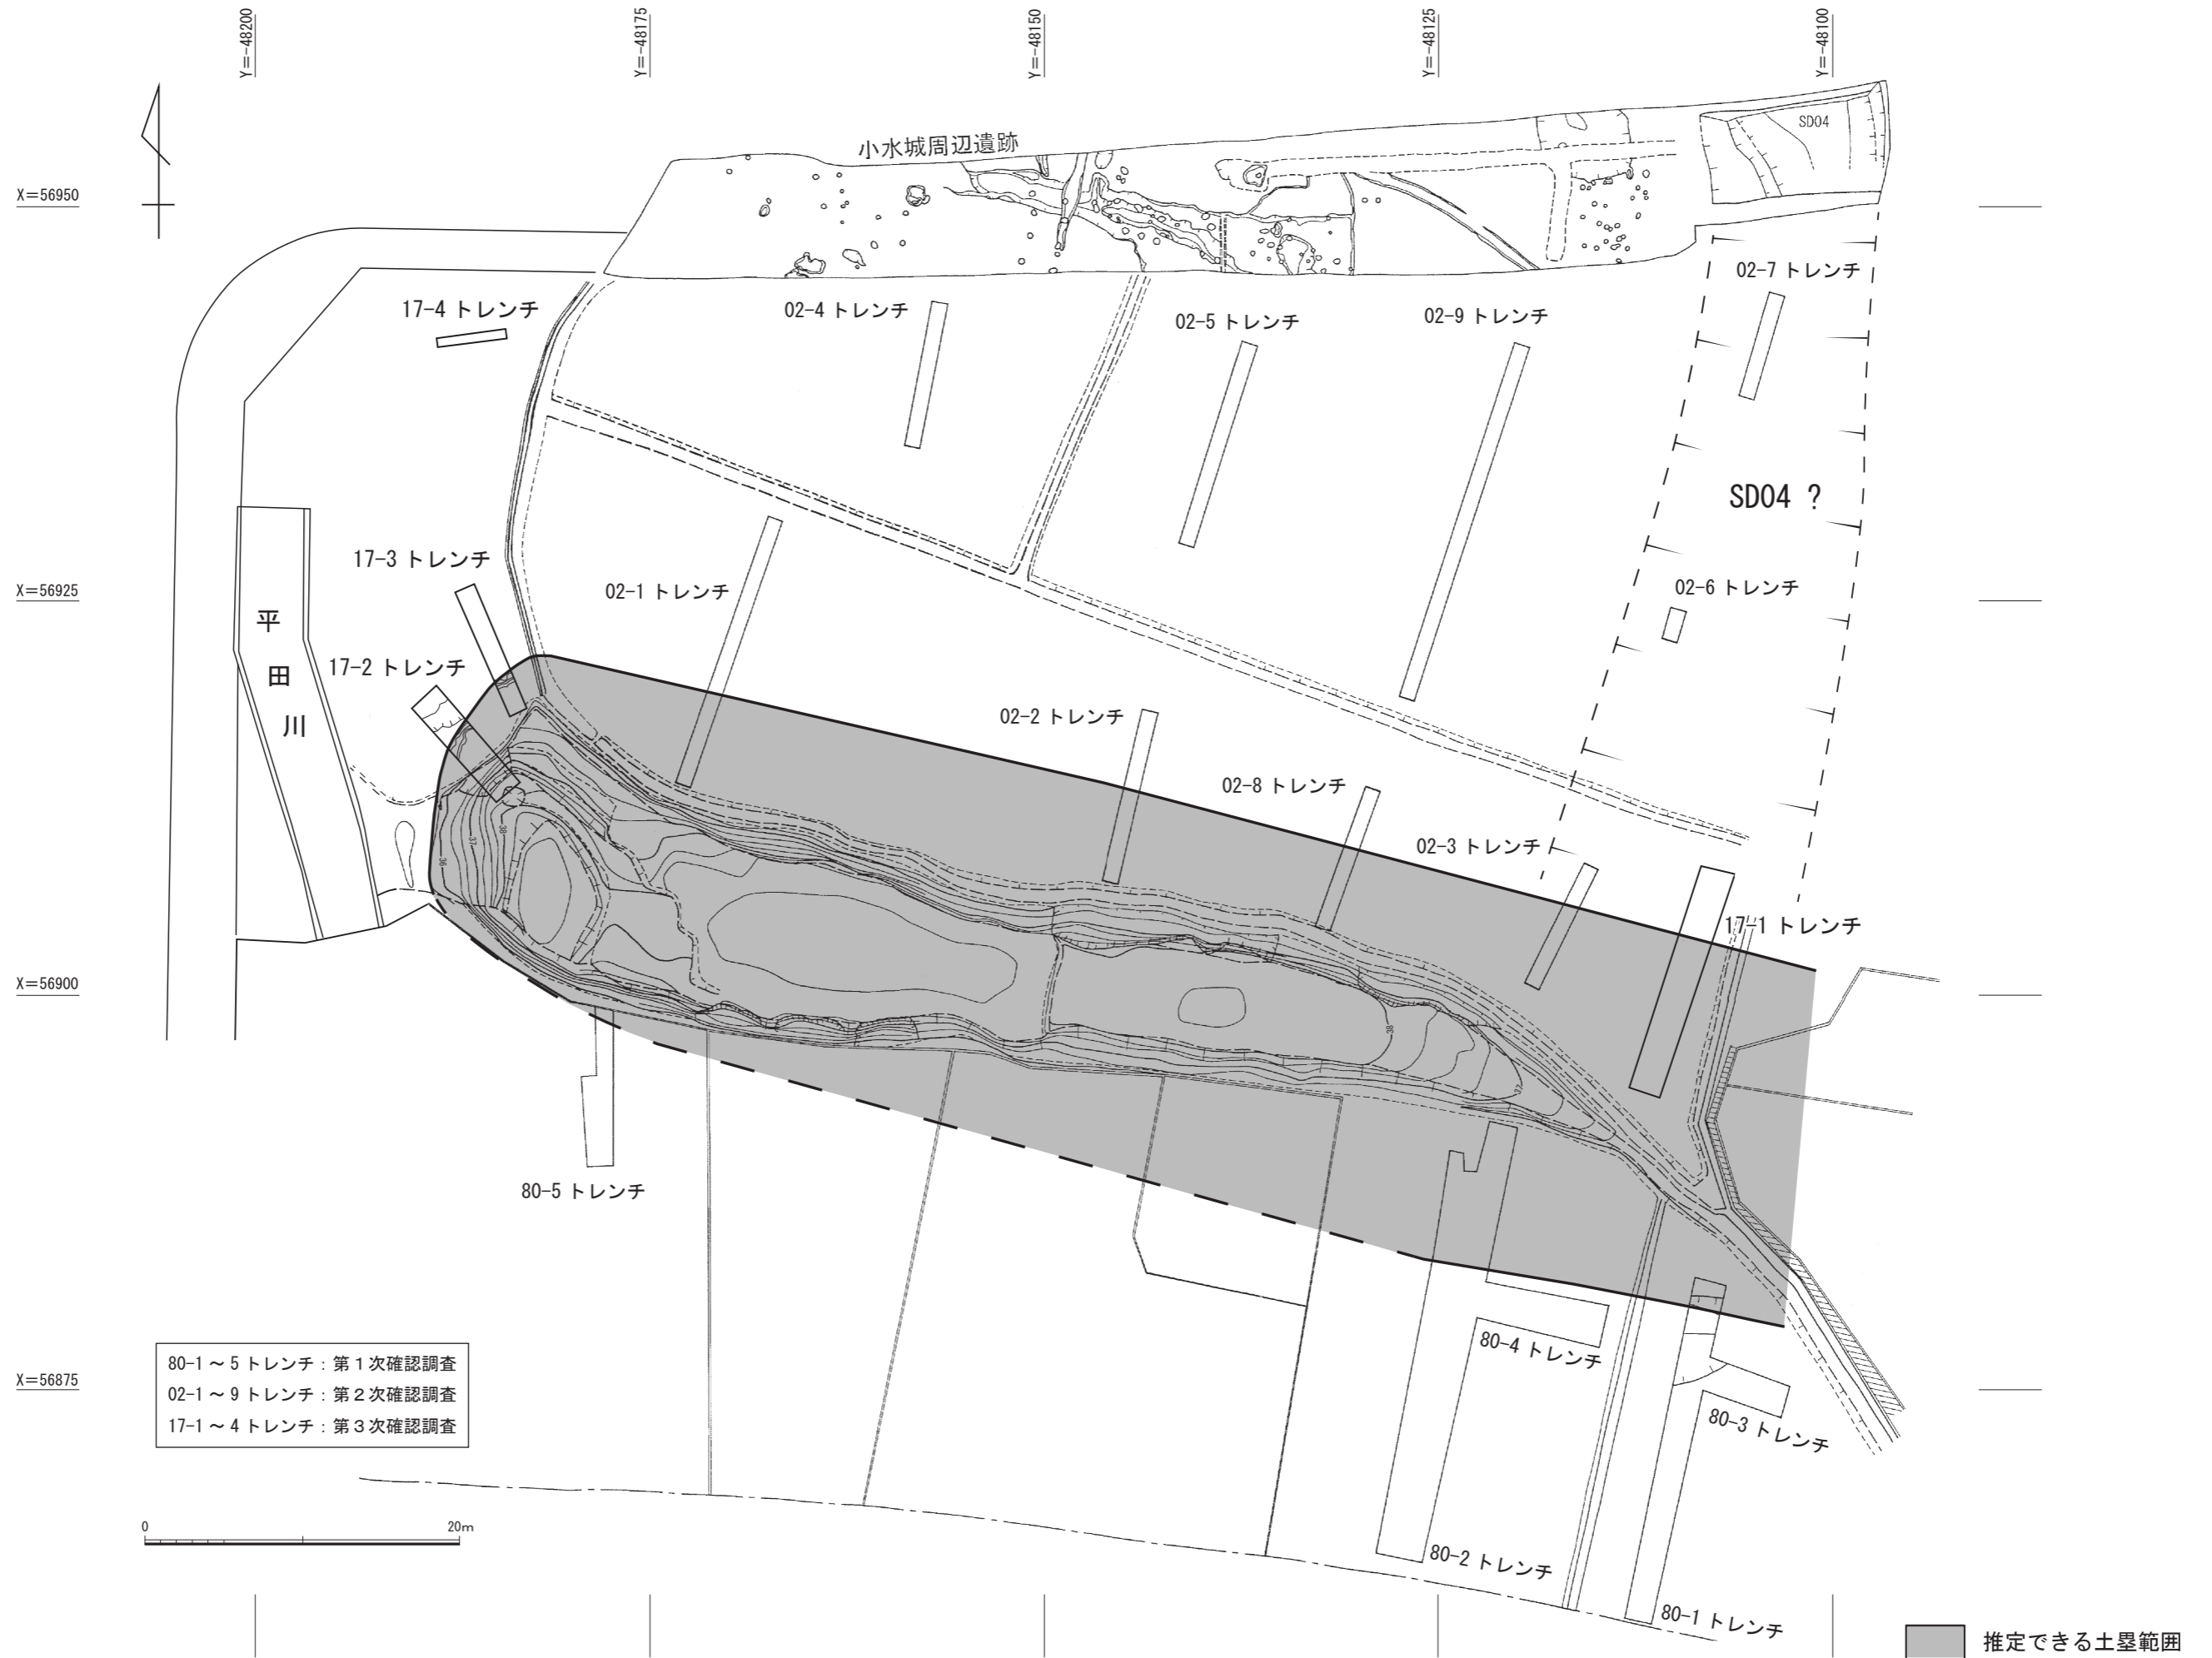 Y=-48200
Y=-48175
Y=-48150
Y=-48125
Y=-48100
小水城周辺遺跡
SD04
X=56950
02-7 トレンチ
17-4 トレンチ
02-4 トレンチ
02-5 トレンチ
02-9 トレンチ
SD04 ?
17-3 トレンチ
X=56925
02-1 トレンチ
02-6 トレンチ
平田川
17-2 トレンチ
02-2 トレンチ
02-8 トレンチ
02-3 トレンチ
38
37
36
17-1 トレンチ
X=56900
38
37
80-5 トレンチ
80-4 トレンチ
80-1 ~ 5 トレンチ : 第1次確認調査
02-1 ~ 9 トレンチ : 第2次確認調査
17-1 ~ 4 トレンチ : 第3次確認調査
X=56875
80-3 トレンチ
0 20m
80-2 トレンチ
80-1 トレンチ
推定できる土塁範囲